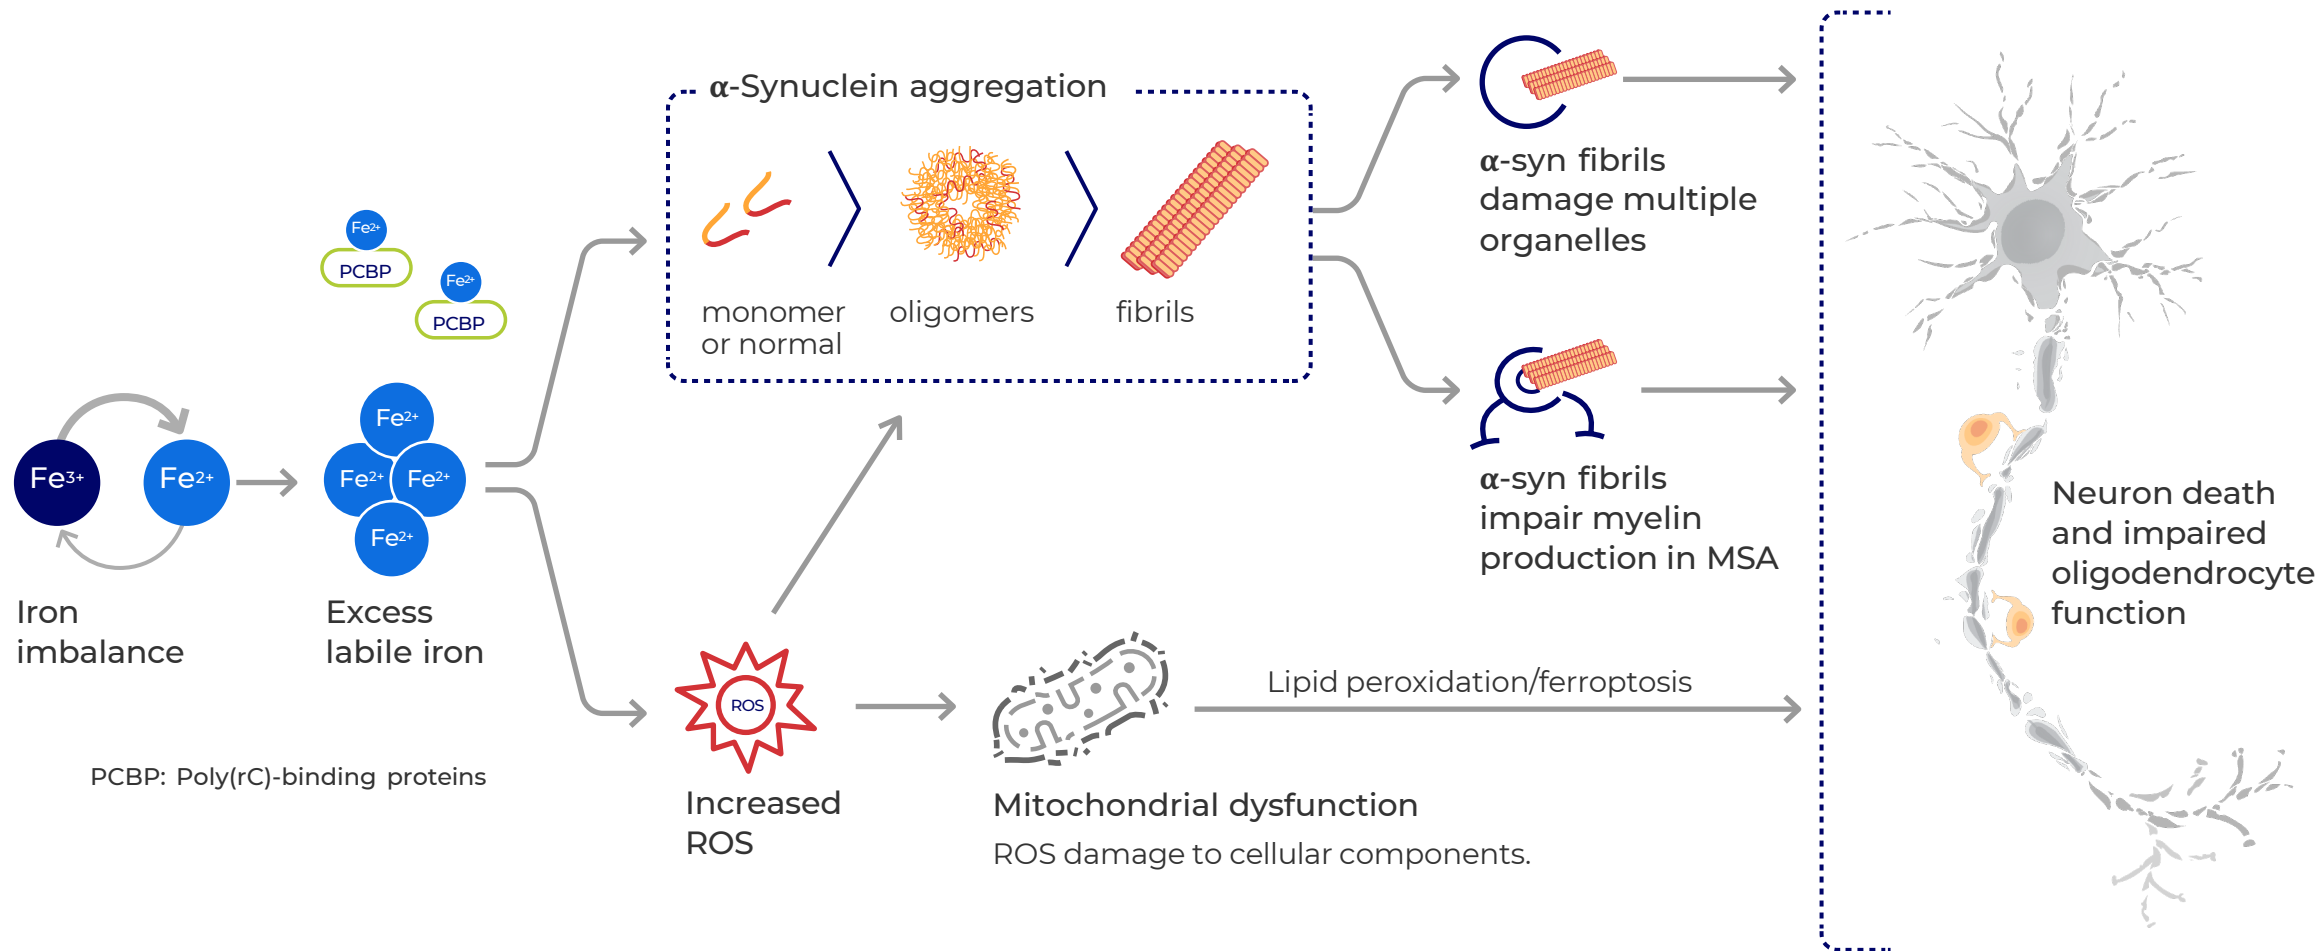 α-Synuclein aggregation
monomer
or normal
oligomers
fibrils
α-syn fibrils
damage multiple
organelles
Fe2+
PCBP
Fe2+
PCBP
Fe3+
Fe2+
Fe2+
Fe2+
Fe2+
Fe2+
Iron
imbalance
Excess
labile iron
α-syn fibrils
impair myelin
production in MSA
Neuron death
and impaired
oligodendrocyte
function
ROS
Increased
ROS
Lipid peroxidation/ferroptosis
Mitochondrial dysfunction
ROS damage to cellular components.
PCBP: Poly(rC)-binding proteins